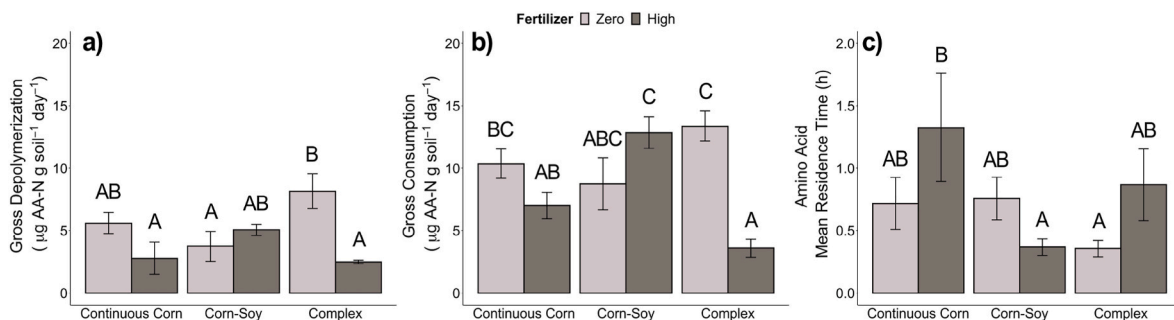 Fertilizer Zero High
a)
Gross Depolymerization
( μg AA-N g soil⁻¹ day⁻¹)
20
15
10
5
0
AB
A
A
AB
B
A
Continuous Corn Corn-Soy Complex
b)
Gross Consumption
( μg AA-N g soil⁻¹ day⁻¹)
20
15
10
5
0
BC
AB
ABC
C
C
A
Continuous Corn Corn-Soy Complex
c)
Amino Acid
Mean Residence Time (h)
2.0
1.5
1.0
0.5
0.0
AB
B
AB
A
A
AB
Continuous Corn Corn-Soy Complex